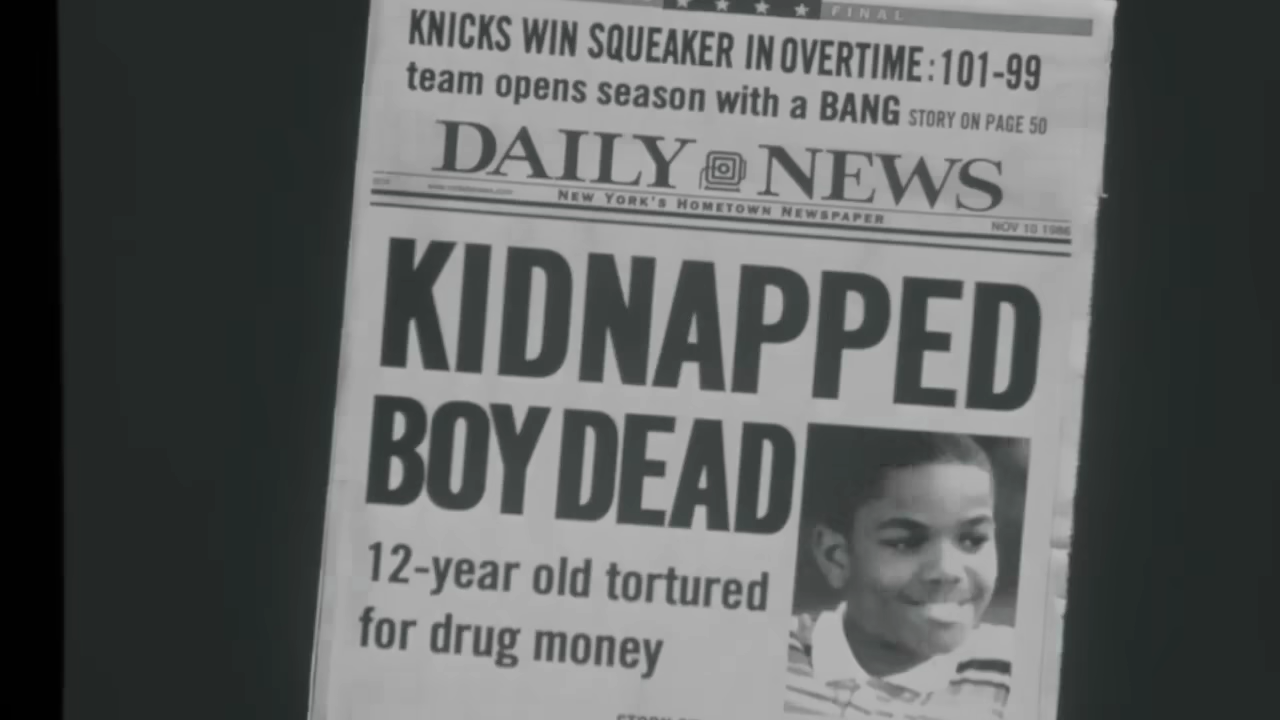 FINAL
KNICKS WIN SQUEAKER IN OVERTIME: 101-99
team opens season with a BANG STORY ON PAGE 50
DAILY NEWS
NEW YORK'S HOMETOWN NEWSPAPER
NOV 10 1986
KIDNAPPED
BOY DEAD
12-year old tortured
for drug money